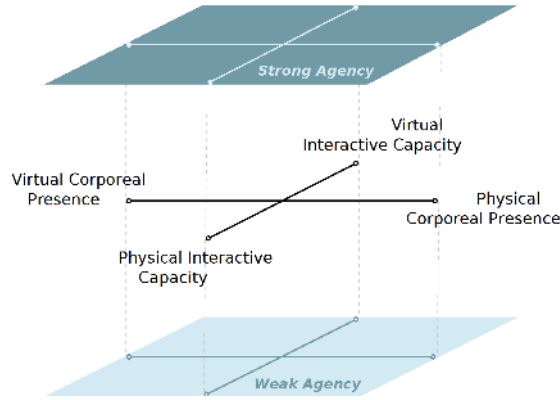 Strong Agency
Virtual
Interactive Capacity
Virtual Corporeal
Presence
Physical
Corporeal Presence
Physical Interactive
Capacity
Weak Agency